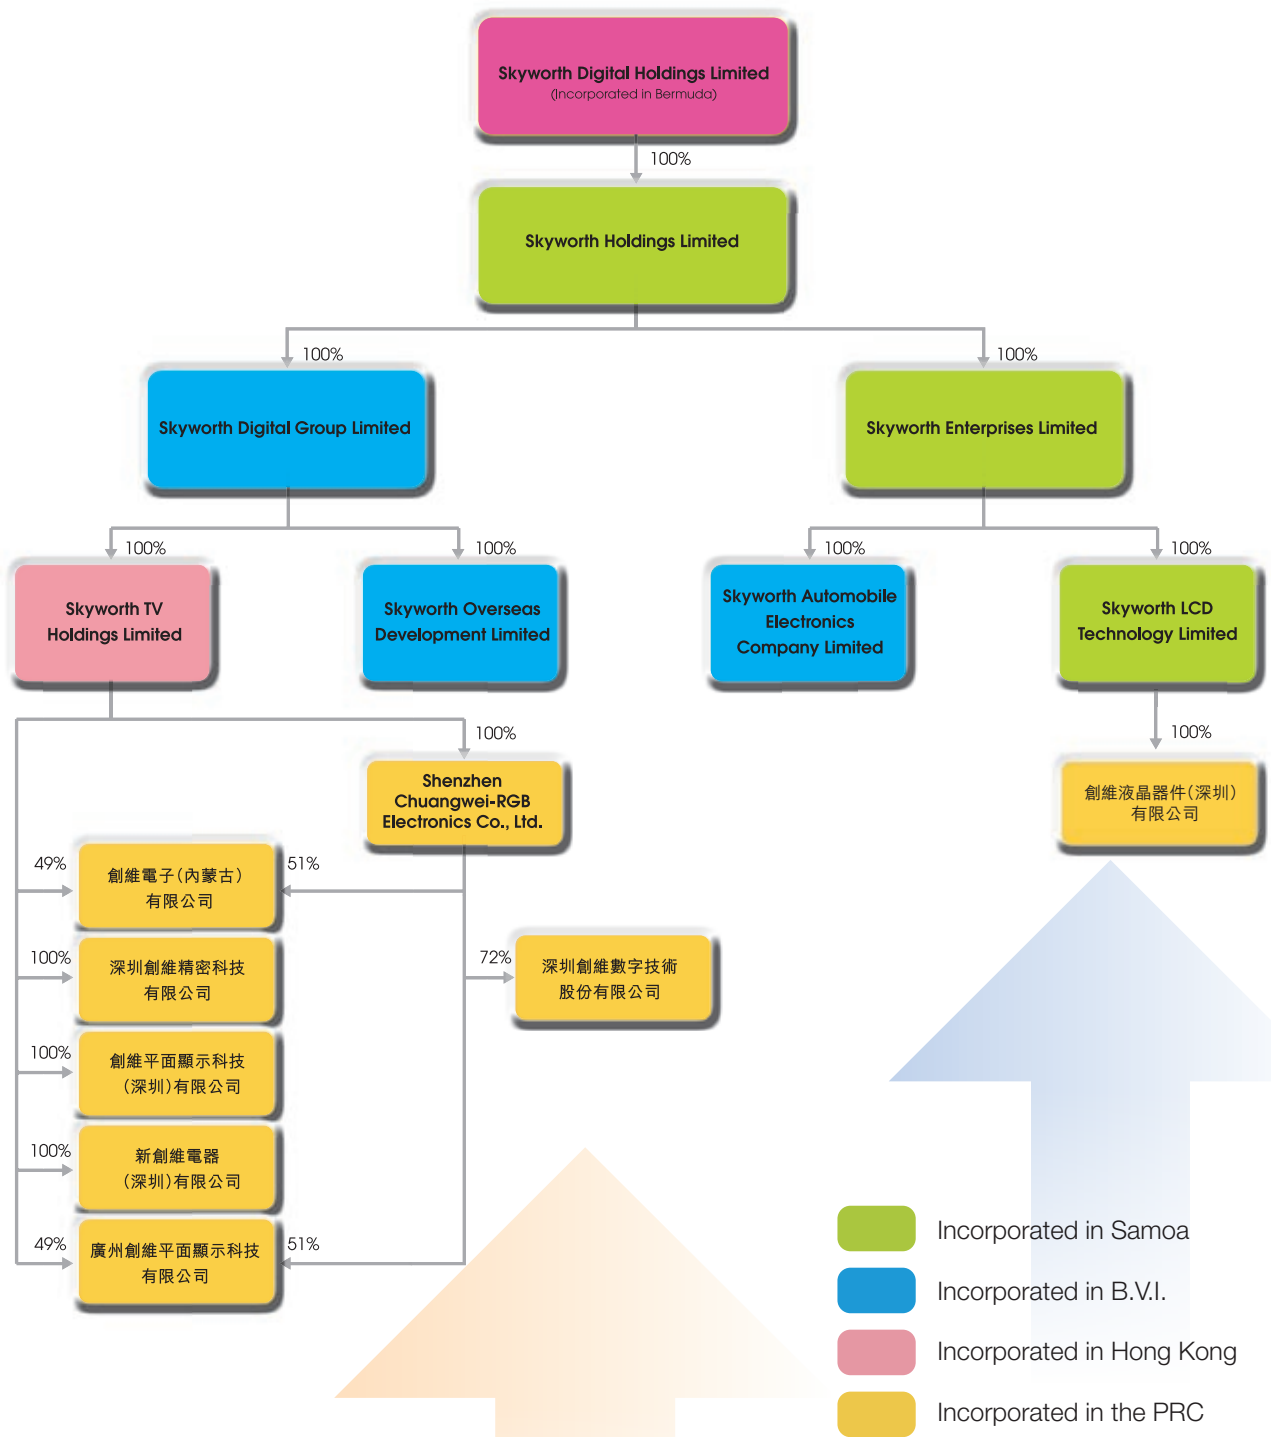 Skyworth Digital Holdings Limited
(Incorporated in Bermuda)
100%
Skyworth Holdings Limited
100%
100%
Skyworth Digital Group Limited
Skyworth Enterprises Limited
100%
100%
100%
100%
Skyworth TV
Holdings Limited
Skyworth Overseas
Development Limited
Skyworth Automobile
Electronics
Company Limited
Skyworth LCD
Technology Limited
100%
100%
Shenzhen
Chuangwei-RGB
Electronics Co., Ltd.
創維液晶器件(深圳)
有限公司
49%
創維電子(內蒙古)
有限公司
51%
100%
深圳創維精密科技
有限公司
72%
深圳創維數字技術
股份有限公司
100%
創維平面顯示科技
(深圳)有限公司
100%
新創維電器
(深圳)有限公司
49%
廣州創維平面顯示科技
有限公司
51%
Incorporated in Samoa
Incorporated in B.V.I.
Incorporated in Hong Kong
Incorporated in the PRC